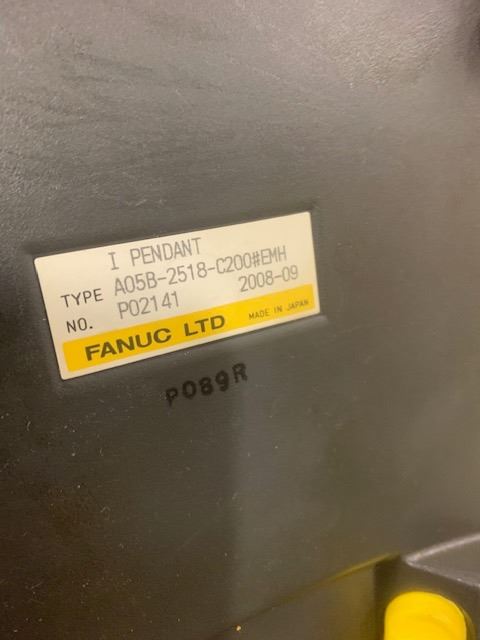 I PENDANT
TYPE A05B-2518-C200#EMH
NO. P02141 2008-09
FANUC LTD MADE IN JAPAN
P089R